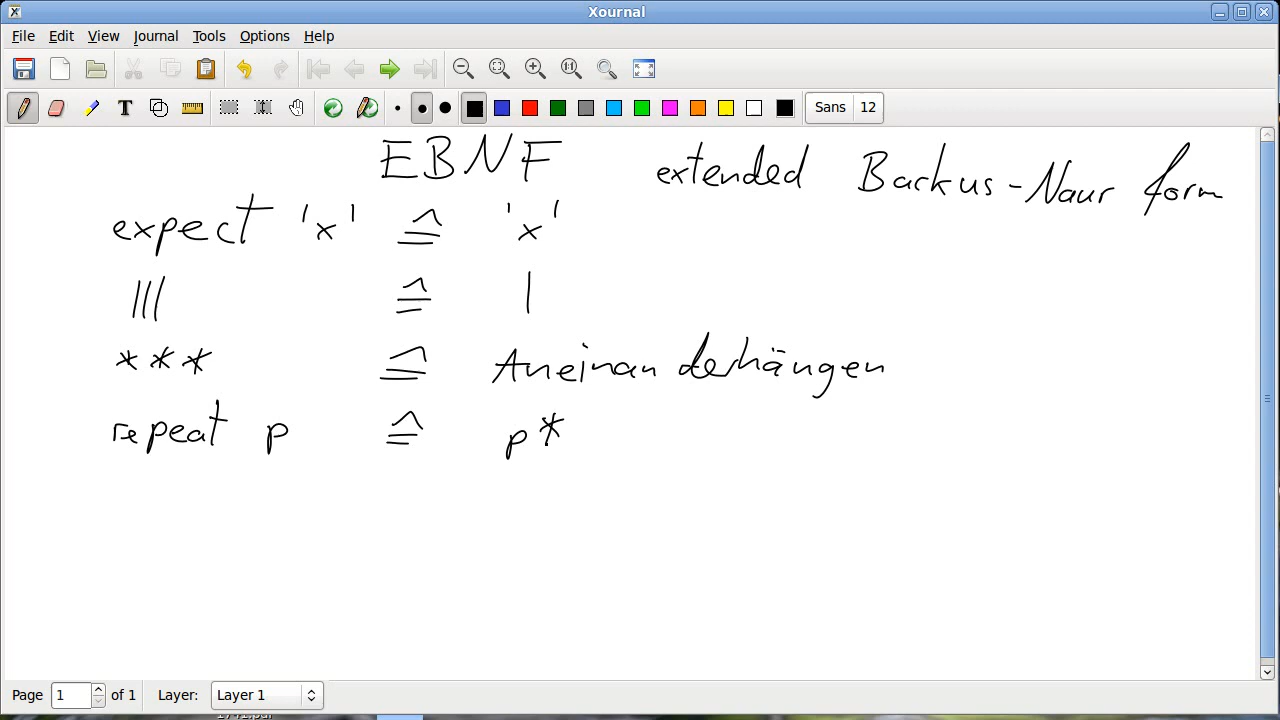 Xournal
File Edit View Journal Tools Options Help
Sans 12
EBNF extended Backus-Naur form
expect 'x' ≙ 'x'
||| ≙ |
*** ≙ Aneinanderhängen
repeat p ≙ p*
Page 1 of 1 Layer: Layer 1